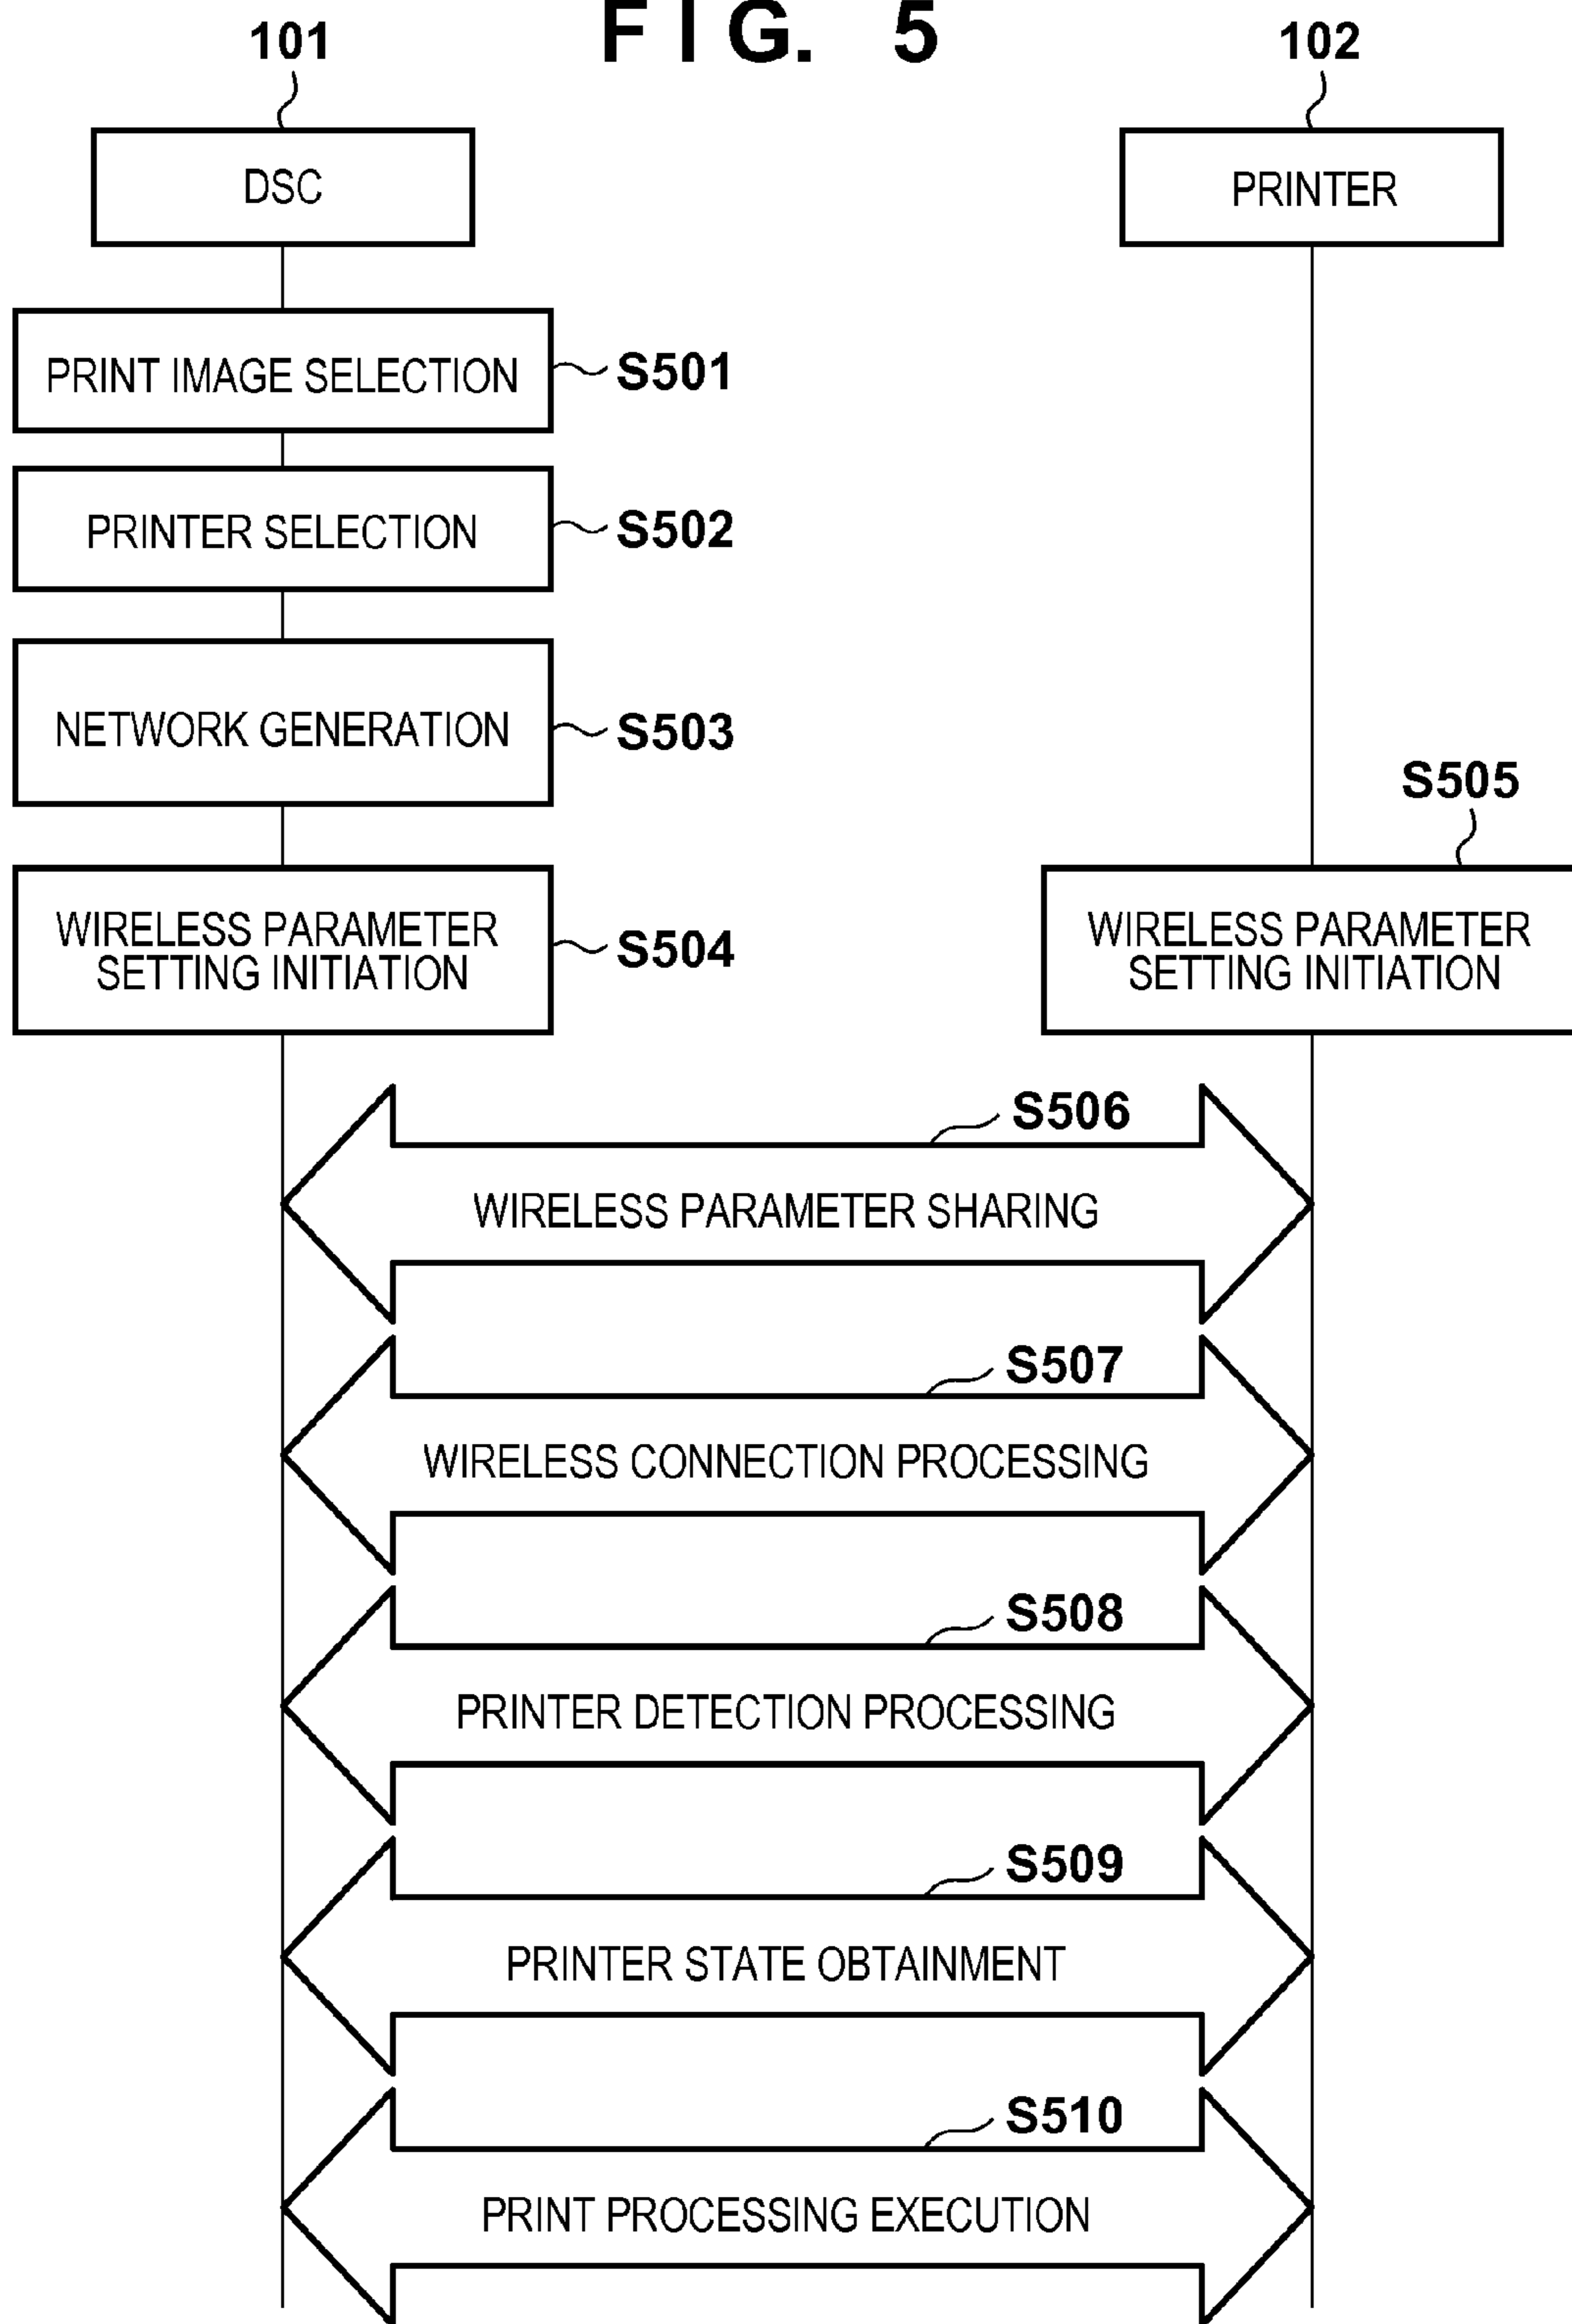 FIG. 5
101
102
DSC
PRINTER
PRINT IMAGE SELECTION
S501
PRINTER SELECTION
S502
NETWORK GENERATION
S503
S505
WIRELESS PARAMETER
SETTING INITIATION
S504
WIRELESS PARAMETER
SETTING INITIATION
S506
WIRELESS PARAMETER SHARING
S507
WIRELESS CONNECTION PROCESSING
S508
PRINTER DETECTION PROCESSING
S509
PRINTER STATE OBTAINMENT
S510
PRINT PROCESSING EXECUTION